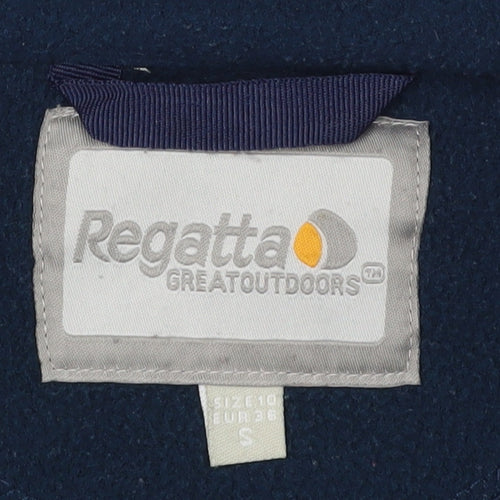 Regatta
GREATOUTDOORS TM
SIZE 10
EUR 36
S